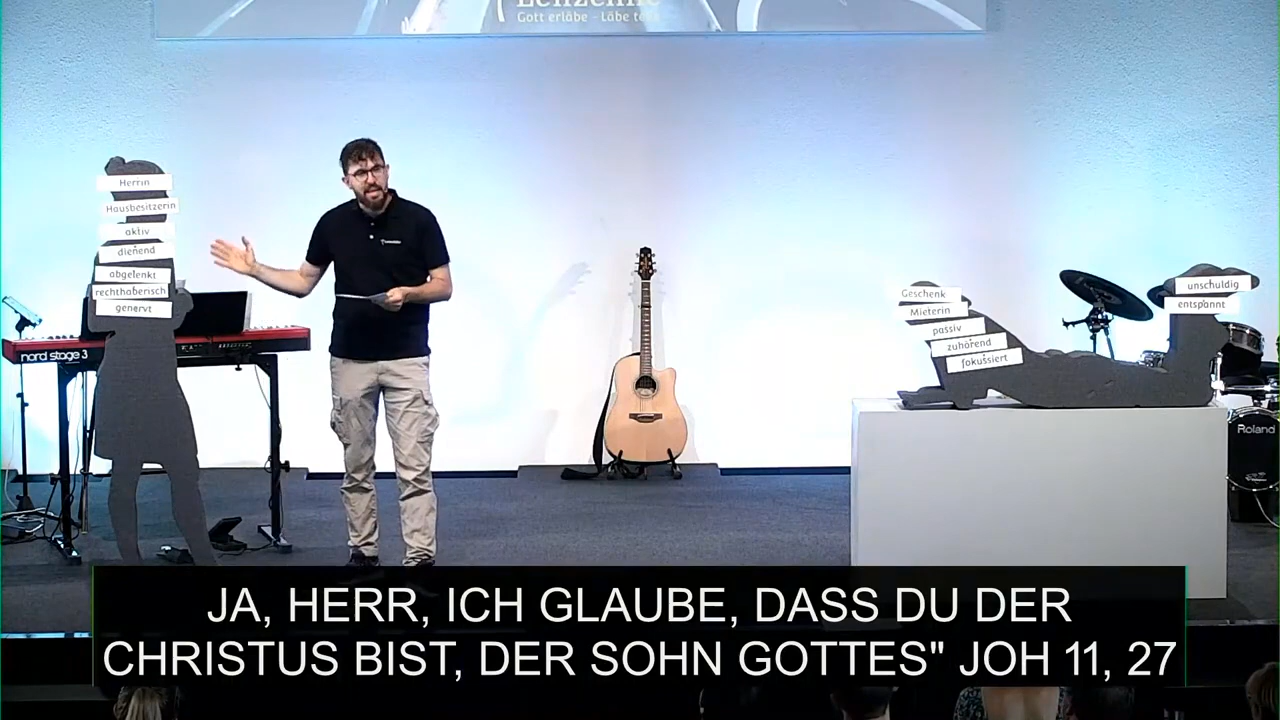 Gott erläbe - Läbe teile
Herrin
Hausbesitzerin
aktiv
dienend
abgelenkt
rechthaberisch
genervt
nord stage 3
Geschenk
Mieterin
passiv
zuhörend
fokussiert
unschuldig
entspannt
Roland
JA, HERR, ICH GLAUBE, DASS DU DER
CHRISTUS BIST, DER SOHN GOTTES" JOH 11, 27